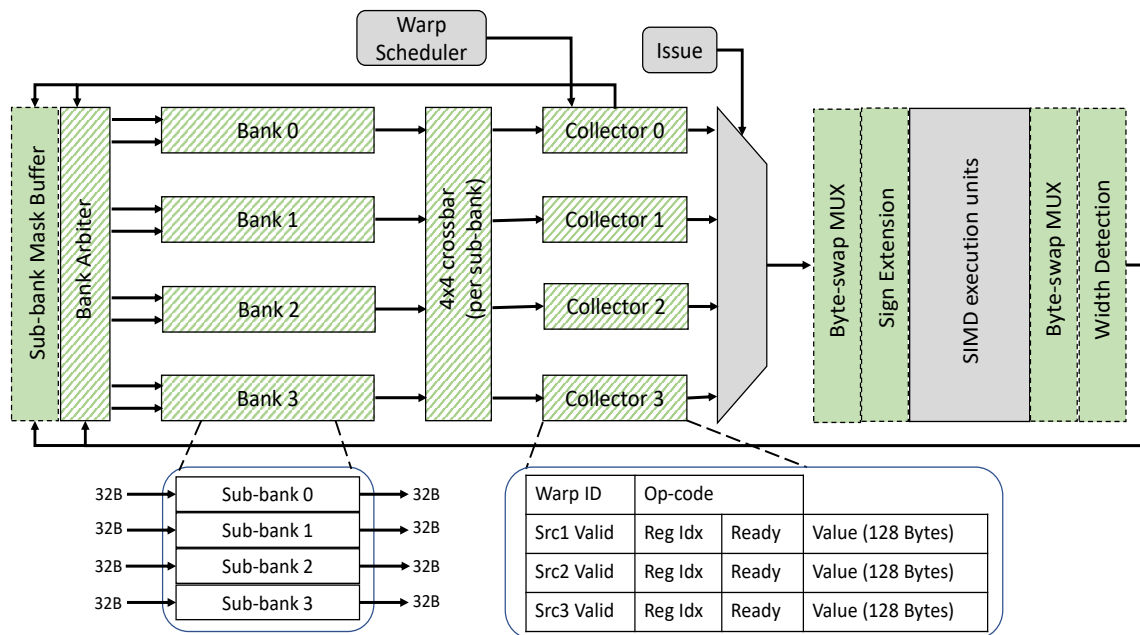 Warp
Scheduler
Issue
Sub-bank Mask Buffer
Bank Arbiter
Bank 0
Bank 1
Bank 2
Bank 3
4x4 crossbar
(per sub-bank)
Collector 0
Collector 1
Collector 2
Collector 3
Byte-swap MUX
Sign Extension
SIMD execution units
Byte-swap MUX
Width Detection
32B Sub-bank 0 32B
32B Sub-bank 1 32B
32B Sub-bank 2 32B
32B Sub-bank 3 32B
Warp ID Op-code
Src1 Valid Reg Idx Ready Value (128 Bytes)
Src2 Valid Reg Idx Ready Value (128 Bytes)
Src3 Valid Reg Idx Ready Value (128 Bytes)